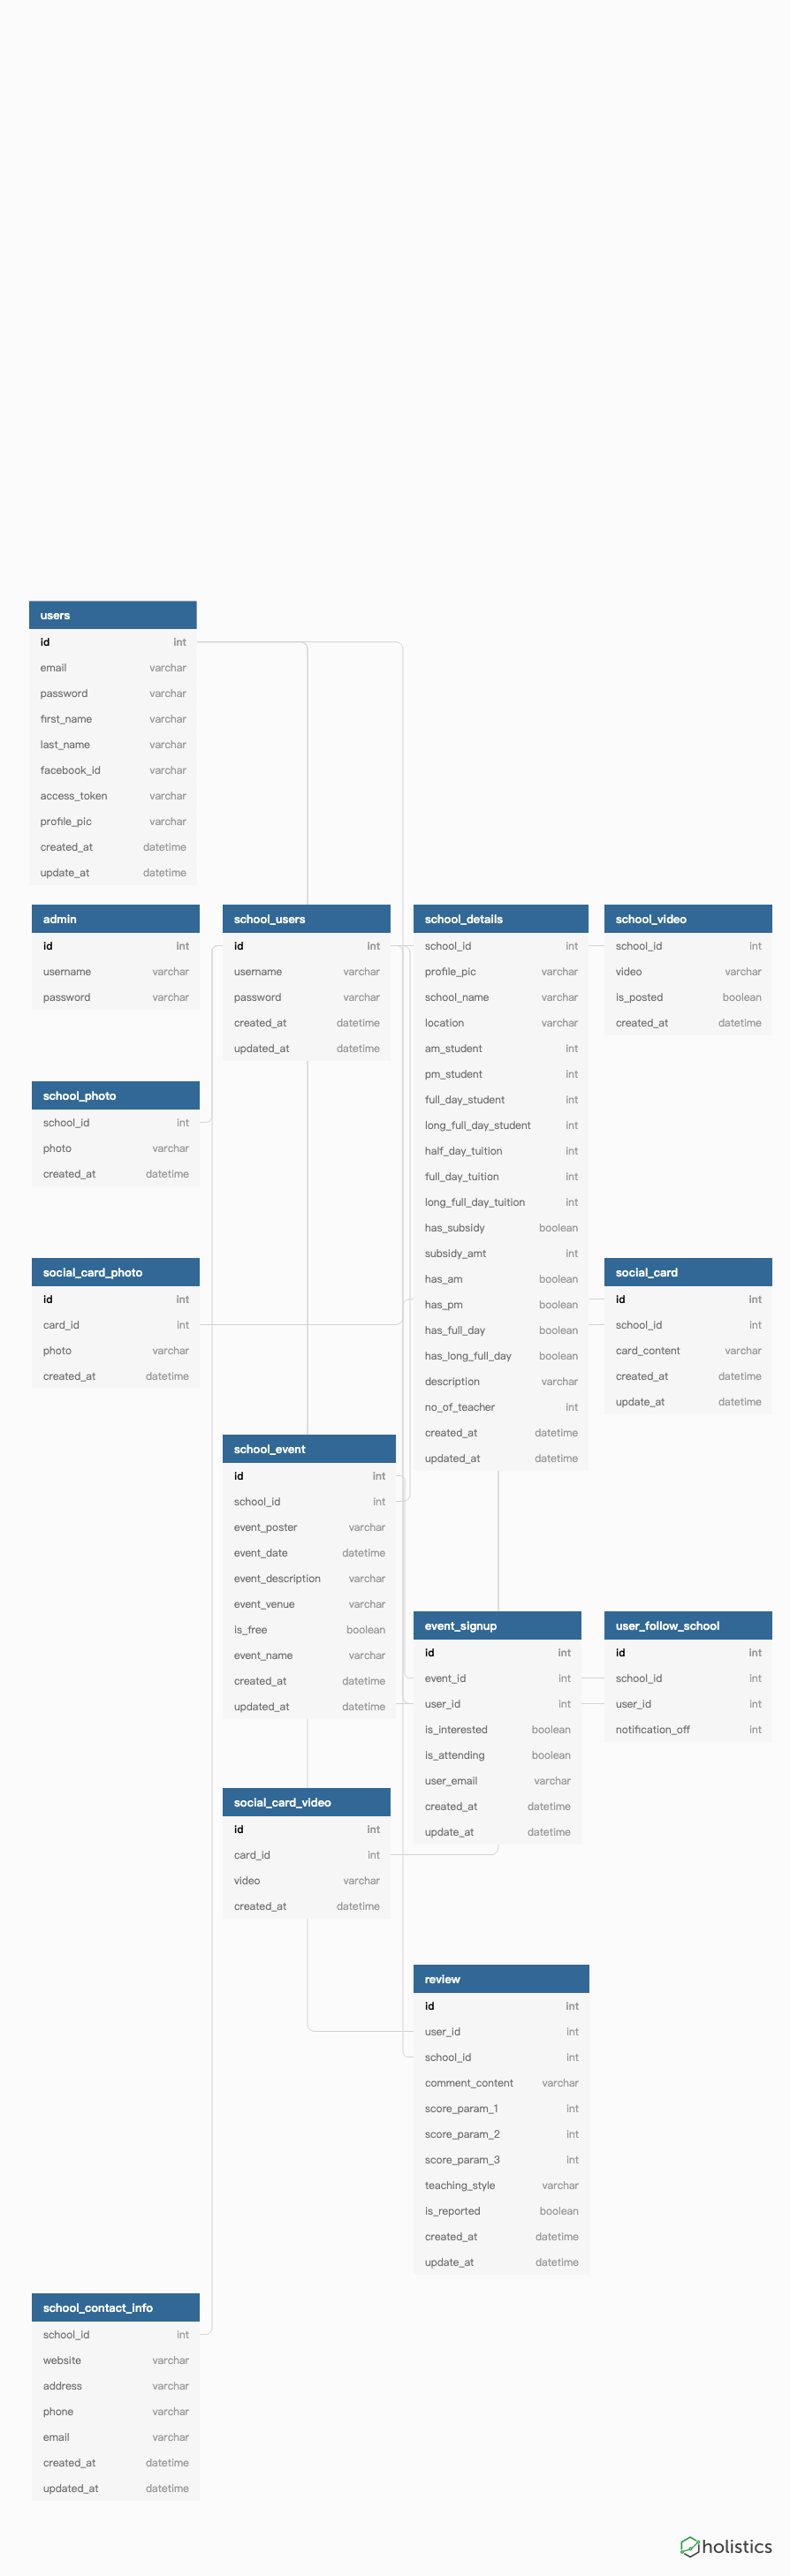 users
id int
email varchar
password varchar
first_name varchar
last_name varchar
facebook_id varchar
access_token varchar
profile_pic varchar
created_at datetime
update_at datetime
admin
id int
username varchar
password varchar
school_users
id int
username varchar
password varchar
created_at datetime
updated_at datetime
school_details
school_id int
profile_pic varchar
school_name varchar
location varchar
am_student int
pm_student int
full_day_student int
long_full_day_student int
half_day_tuition int
full_day_tuition int
long_full_day_tuition int
has_subsidy boolean
subsidy_amt int
has_am boolean
has_pm boolean
has_full_day boolean
has_long_full_day boolean
description varchar
no_of_teacher int
created_at datetime
updated_at datetime
school_video
school_id int
video varchar
is_posted boolean
created_at datetime
school_photo
school_id int
photo varchar
created_at datetime
social_card_photo
id int
card_id int
photo varchar
created_at datetime
social_card
id int
school_id int
card_content varchar
created_at datetime
update_at datetime
school_event
id int
school_id int
event_poster varchar
event_date datetime
event_description varchar
event_venue varchar
is_free boolean
event_name varchar
created_at datetime
updated_at datetime
event_signup
id int
event_id int
user_id int
is_interested boolean
is_attending boolean
user_email varchar
created_at datetime
update_at datetime
user_follow_school
id int
school_id int
user_id int
notification_off int
social_card_video
id int
card_id int
video varchar
created_at datetime
review
id int
user_id int
school_id int
comment_content varchar
score_param_1 int
score_param_2 int
score_param_3 int
teaching_style varchar
is_reported boolean
created_at datetime
update_at datetime
school_contact_info
school_id int
website varchar
address varchar
phone varchar
email varchar
created_at datetime
updated_at datetime
holistics